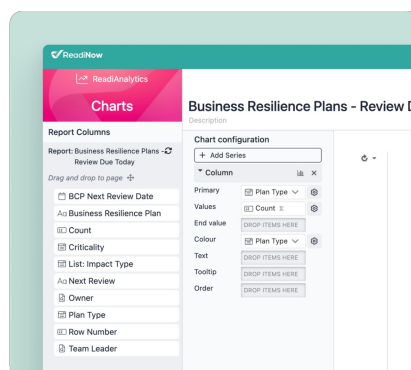 ReadiNow
ReadiAnalytics
Charts
Report Columns
Report: Business Resilience Plans -
Review Due Today
Drag and drop to page
BCP Next Review Date
Aα Business Resilience Plan
Count
Criticality
List: Impact Type
Aα Next Review
Owner
Plan Type
Row Number
Team Leader
Business Resilience Plans - Review
Description
Chart configuration
+ Add Series
Column
Primary Plan Type
Values Count Σ
End value DROP ITEMS HERE
Colour Plan Type
Text DROP ITEMS HERE
Tooltip DROP ITEMS HERE
Order DROP ITEMS HERE